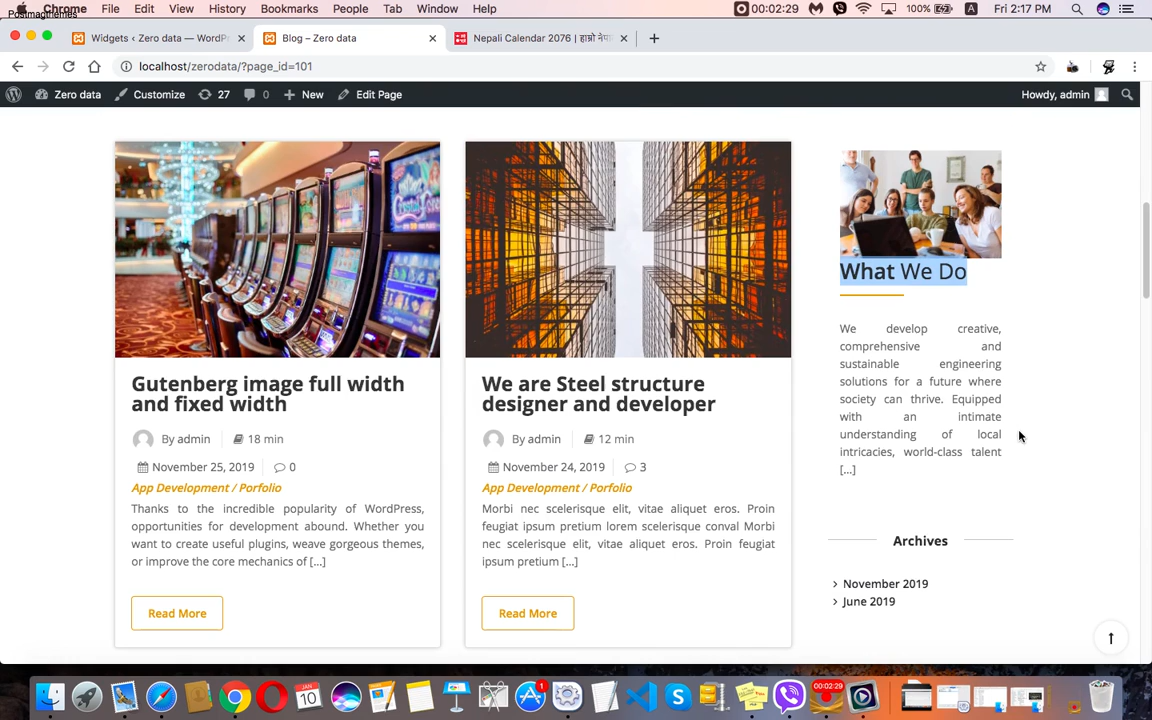 Chrome File Edit View History Bookmarks People Tab Window Help 00:02:29 100% A Fri 2:17 PM
Postmagthemes
Widgets ‹ Zero data — WordPr
Blog – Zero data
Nepali Calendar 2076 | हाम्रो नेपा
localhost/zerodata/?page_id=101
Zero data Customize 27 0 New Edit Page Howdy, admin
What We Do
We develop creative,
comprehensive and
sustainable engineering
solutions for a future where
society can thrive. Equipped
with an intimate
understanding of local
intricacies, world-class talent
[...]
Gutenberg image full width
and fixed width
By admin 18 min
November 25, 2019 0
App Development / Porfolio
Thanks to the incredible popularity of WordPress,
opportunities for development abound. Whether you
want to create useful plugins, weave gorgeous themes,
or improve the core mechanics of [...]
Read More
We are Steel structure
designer and developer
By admin 12 min
November 24, 2019 3
App Development / Porfolio
Morbi nec scelerisque elit, vitae aliquet eros. Proin
feugiat ipsum pretium lorem scelerisque conval Morbi
nec scelerisque elit, vitae aliquet eros. Proin feugiat
ipsum pretium [...]
Read More
Archives
November 2019
June 2019
JAN
10
1
00:02:29